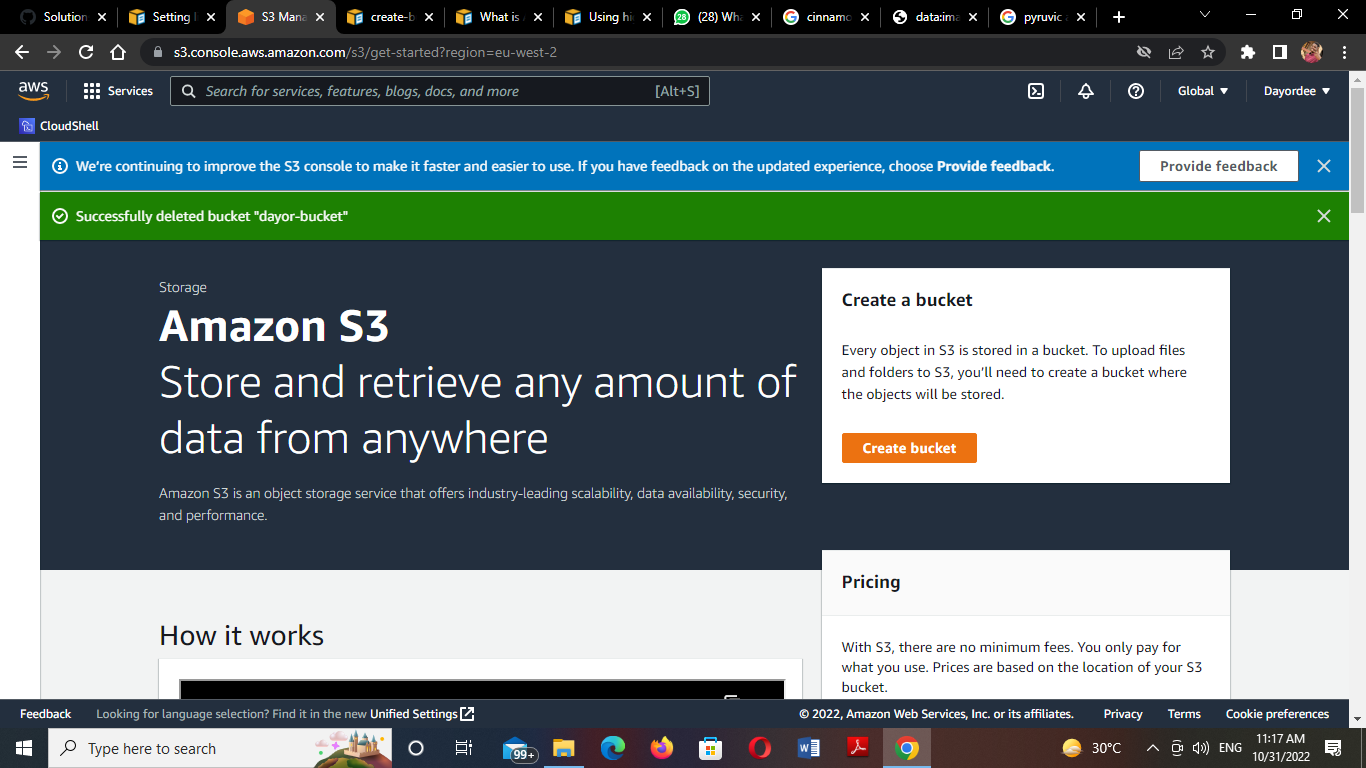 Solution
Setting
S3 Mana
create-b
What is
Using hi
(28) Wha
cinnamo
data:ima
pyruvic
s3.console.aws.amazon.com/s3/get-started?region=eu-west-2
aws
Services
Search for services, features, blogs, docs, and more
[Alt+S]
Global
Dayordee
CloudShell
We're continuing to improve the S3 console to make it faster and easier to use. If you have feedback on the updated experience, choose Provide feedback.
Provide feedback
Successfully deleted bucket "dayor-bucket"
Storage
Amazon S3
Store and retrieve any amount of
data from anywhere
Amazon S3 is an object storage service that offers industry-leading scalability, data availability, security,
and performance.
Create a bucket
Every object in S3 is stored in a bucket. To upload files
and folders to S3, you'll need to create a bucket where
the objects will be stored.
Create bucket
Pricing
With S3, there are no minimum fees. You only pay for
what you use. Prices are based on the location of your S3
bucket.
How it works
Feedback
Looking for language selection? Find it in the new Unified Settings
© 2022, Amazon Web Services, Inc. or its affiliates.
Privacy
Terms
Cookie preferences
Type here to search
99+
30°C
ENG
11:17 AM
10/31/2022